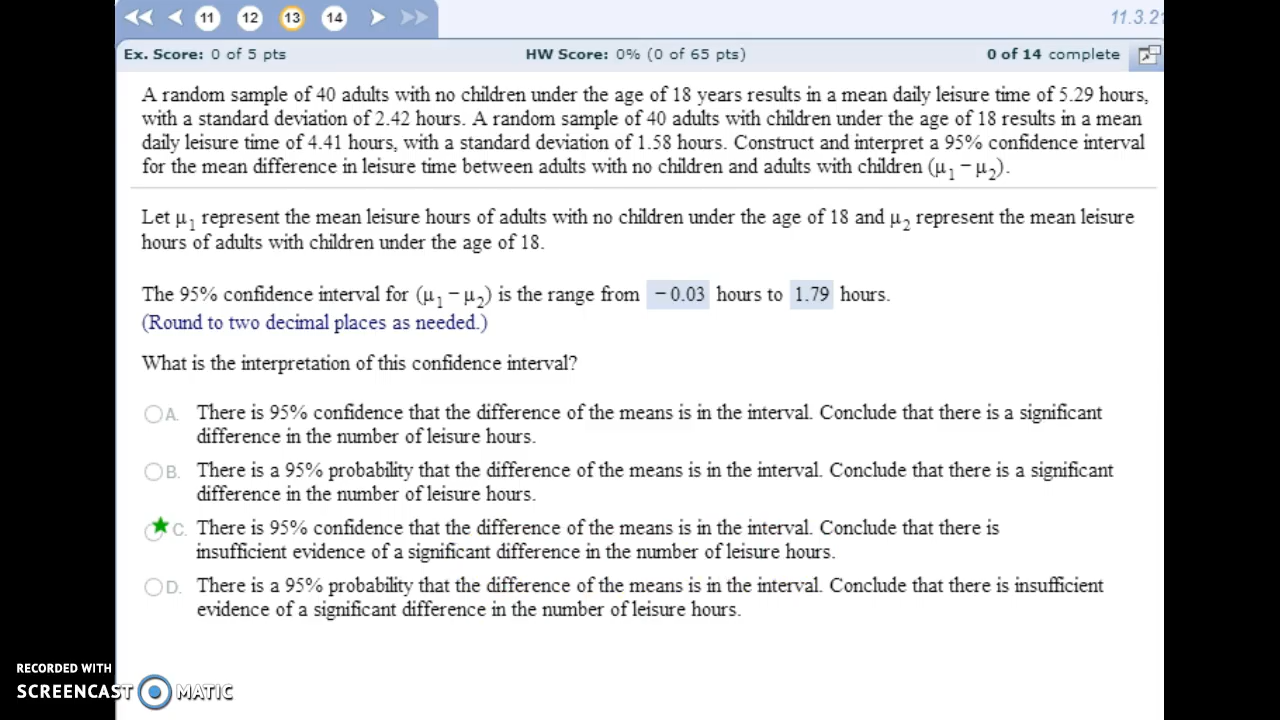 11 12 13 14
11.3.2
Ex. Score: 0 of 5 pts HW Score: 0% (0 of 65 pts) 0 of 14 complete
A random sample of 40 adults with no children under the age of 18 years results in a mean daily leisure time of 5.29 hours,
with a standard deviation of 2.42 hours. A random sample of 40 adults with children under the age of 18 results in a mean
daily leisure time of 4.41 hours, with a standard deviation of 1.58 hours. Construct and interpret a 95% confidence interval
for the mean difference in leisure time between adults with no children and adults with children (μ₁ − μ₂).
Let μ₁ represent the mean leisure hours of adults with no children under the age of 18 and μ₂ represent the mean leisure
hours of adults with children under the age of 18.
The 95% confidence interval for (μ₁ − μ₂) is the range from − 0.03 hours to 1.79 hours.
(Round to two decimal places as needed.)
What is the interpretation of this confidence interval?
A. There is 95% confidence that the difference of the means is in the interval. Conclude that there is a significant
difference in the number of leisure hours.
B. There is a 95% probability that the difference of the means is in the interval. Conclude that there is a significant
difference in the number of leisure hours.
C. There is 95% confidence that the difference of the means is in the interval. Conclude that there is
insufficient evidence of a significant difference in the number of leisure hours.
D. There is a 95% probability that the difference of the means is in the interval. Conclude that there is insufficient
evidence of a significant difference in the number of leisure hours.
RECORDED WITH
SCREENCAST MATIC